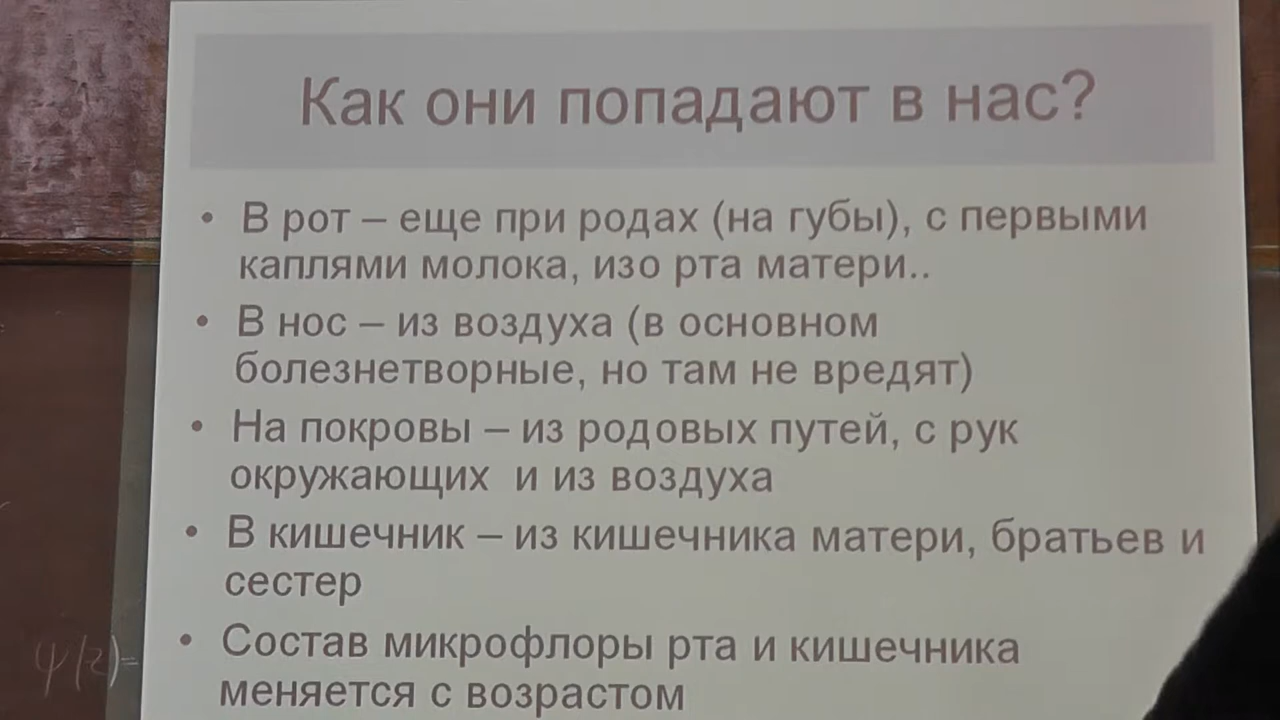 Как они попадают в нас?
• В рот – еще при родах (на губы), с первыми
каплями молока, изо рта матери..
• В нос – из воздуха (в основном
болезнетворные, но там не вредят)
• На покровы – из родовых путей, с рук
окружающих и из воздуха
• В кишечник – из кишечника матери, братьев и
сестер
• Состав микрофлоры рта и кишечника
меняется с возрастом
ψ(z)=